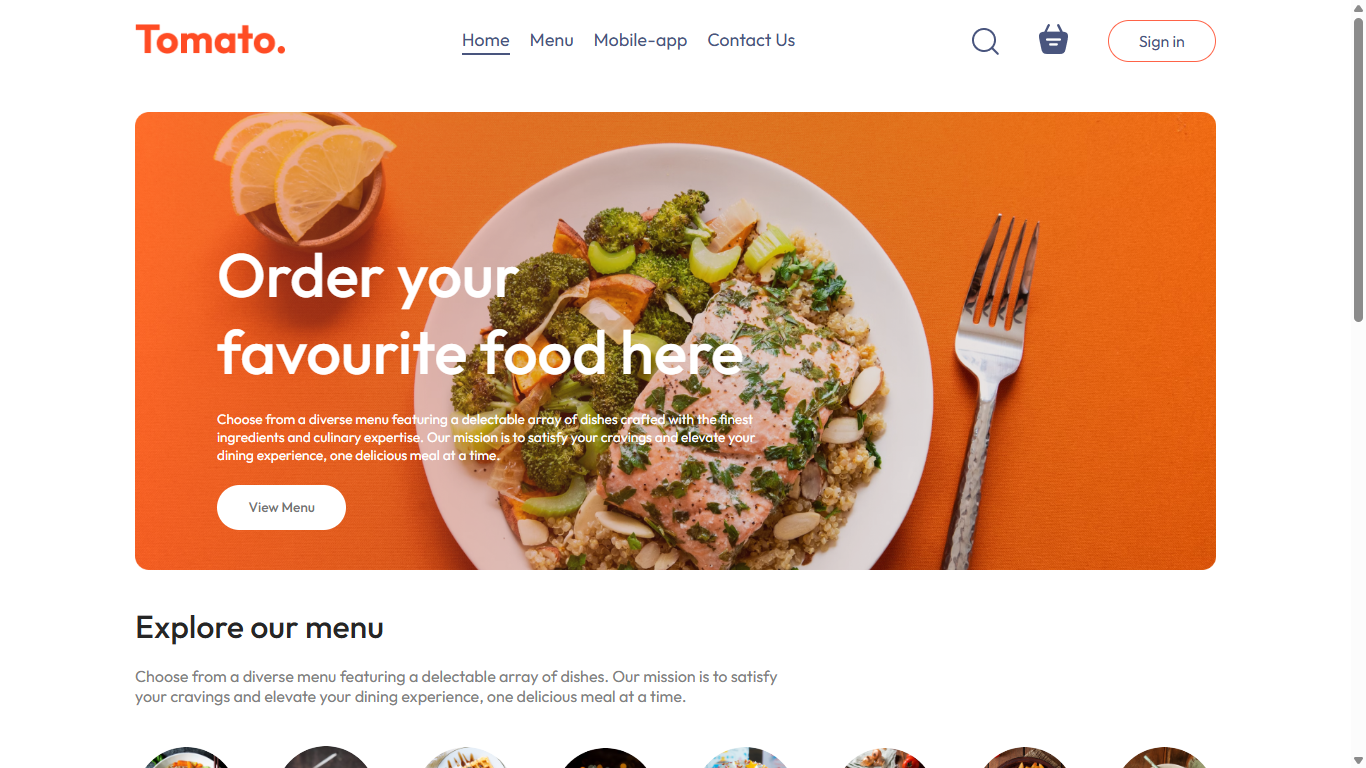 Tomato.
Home Menu Mobile-app Contact Us
Sign in
Order your
favourite food here
Choose from a diverse menu featuring a delectable array of dishes crafted with the finest
ingredients and culinary expertise. Our mission is to satisfy your cravings and elevate your
dining experience, one delicious meal at a time.
View Menu
Explore our menu
Choose from a diverse menu featuring a delectable array of dishes. Our mission is to satisfy
your cravings and elevate your dining experience, one delicious meal at a time.